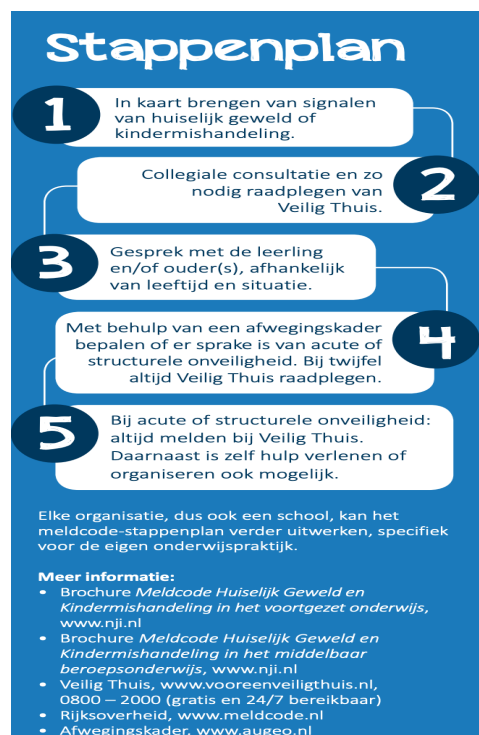 Stappenplan
1
In kaart brengen van signalen
van huiselijk geweld of
kindermishandeling.
Collegiale consultatie en zo
nodig raadplegen van
Veilig Thuis.
2
3
Gesprek met de leerling
en/of ouder(s), afhankelijk
van leeftijd en situatie.
Met behulp van een afwegingskader
bepalen of er sprake is van acute of
structurele onveiligheid. Bij twijfel
altijd Veilig Thuis raadplegen.
4
5
Bij acute of structurele onveiligheid:
altijd melden bij Veilig Thuis.
Daarnaast is zelf hulp verlenen of
organiseren ook mogelijk.
Elke organisatie, dus ook een school, kan het
meldcode-stappenplan verder uitwerken, specifiek
voor de eigen onderwijspraktijk.
Meer informatie:
• Brochure Meldcode Huiselijk Geweld en
Kindermishandeling in het voortgezet onderwijs,
www.nji.nl
• Brochure Meldcode Huiselijk Geweld en
Kindermishandeling in het middelbaar
beroepsonderwijs, www.nji.nl
• Veilig Thuis, www.vooreenveiligthuis.nl,
0800 – 2000 (gratis en 24/7 bereikbaar)
• Rijksoverheid, www.meldcode.nl
• Afwegingskader, www.augeo.nl